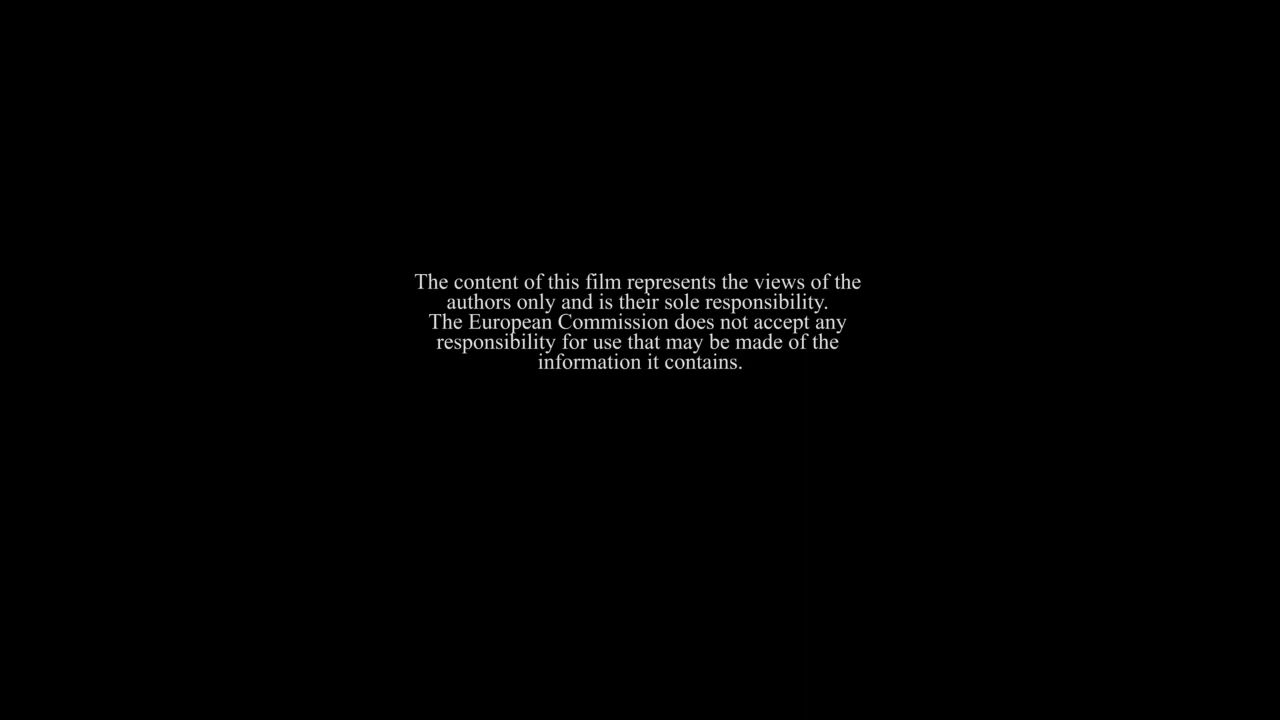 The content of this film represents the views of the
authors only and is their sole responsibility.
The European Commission does not accept any
responsibility for use that may be made of the
information it contains.